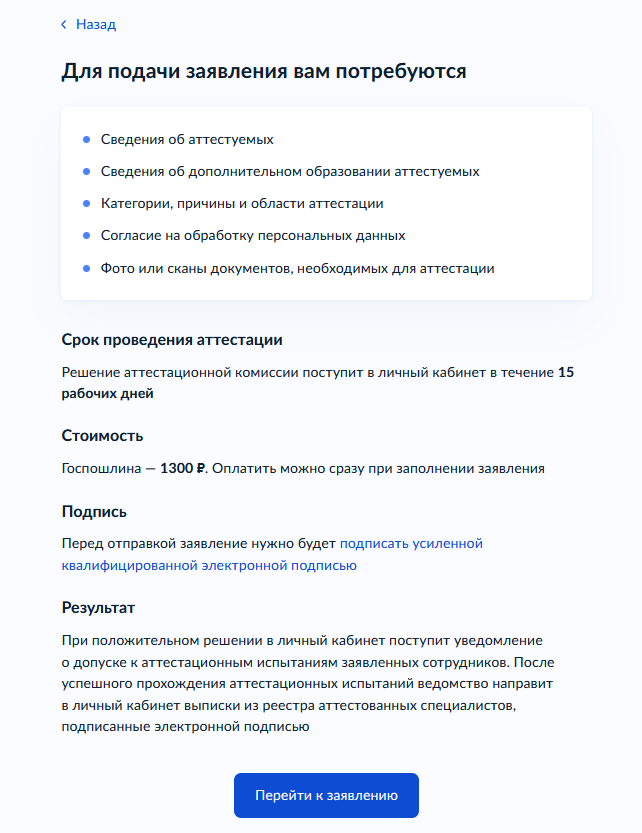 Назад
Для подачи заявления вам потребуются
Сведения об аттестуемых
Сведения об дополнительном образовании аттестуемых
Категории, причины и области аттестации
Согласие на обработку персональных данных
Фото или сканы документов, необходимых для аттестации
Срок проведения аттестации
Решение аттестационной комиссии поступит в личный кабинет в течение 15
рабочих дней
Стоимость
Госпошлина — 1300 ₽. Оплатить можно сразу при заполнении заявления
Подпись
Перед отправкой заявление нужно будет подписать усиленной
квалифицированной электронной подписью
Результат
При положительном решении в личный кабинет поступит уведомление
о допуске к аттестационным испытаниям заявленных сотрудников. После
успешного прохождения аттестационных испытаний ведомство направит
в личный кабинет выписки из реестра аттестованных специалистов,
подписанные электронной подписью
Перейти к заявлению